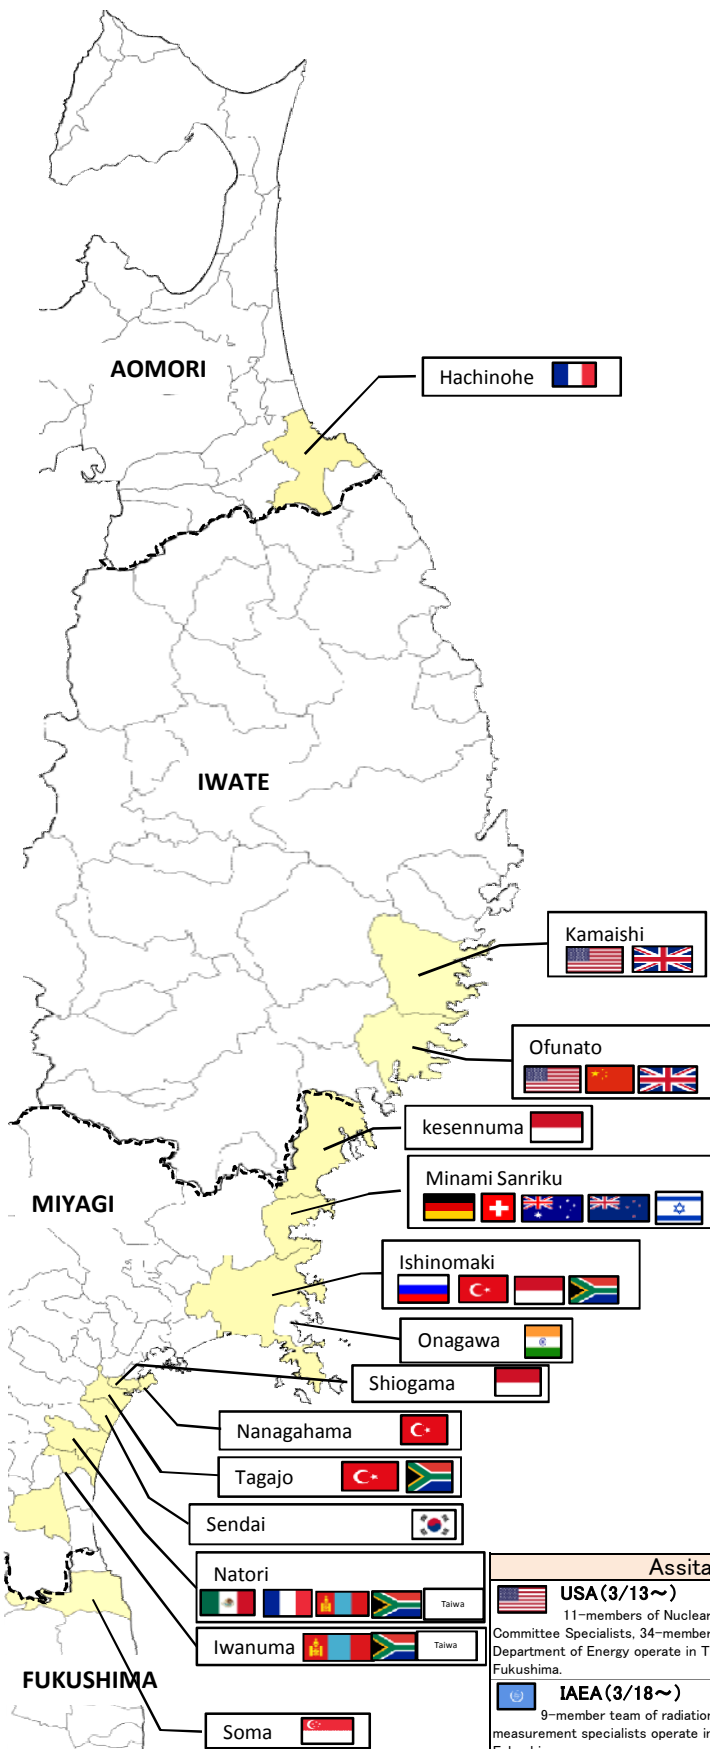 AOMORI
Hachinohe
IWATE
Kamaishi
Ofunato
kesennuma
Minami Sanriku
MIYAGI
Ishinomaki
Onagawa
Shiogama
Nanagahama
Tagajo
Sendai
Natori
Taiwa
Iwanuma
Taiwa
FUKUSHIMA
Soma
Assita
USA(3/13～)
11-members of Nuclear
Committee Specialists, 34-member
Department of Energy operate in T
Fukushima.
IAEA(3/18～)
9-member team of radiation
measurement specialists operate in